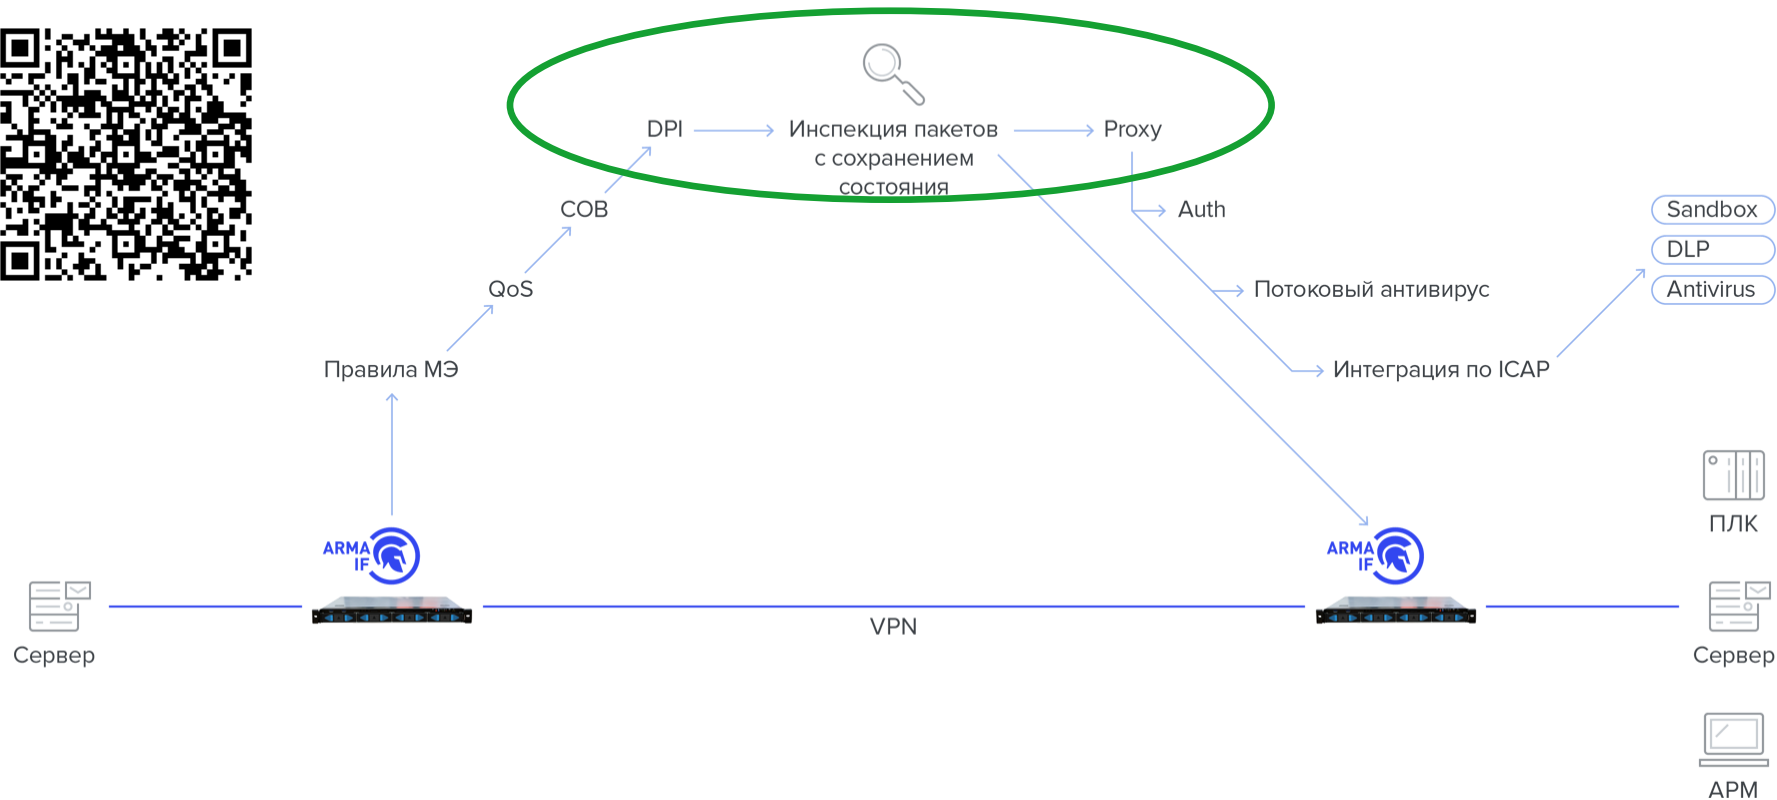 DPI
Инспекция пакетов
с сохранением
состояния
Proxy
СОВ
Auth
Sandbox
DLP
Antivirus
QoS
Потоковый антивирус
Правила МЭ
Интеграция по ICAP
ПЛК
ARMA
IF
ARMA
IF
VPN
Сервер
Сервер
АРМ